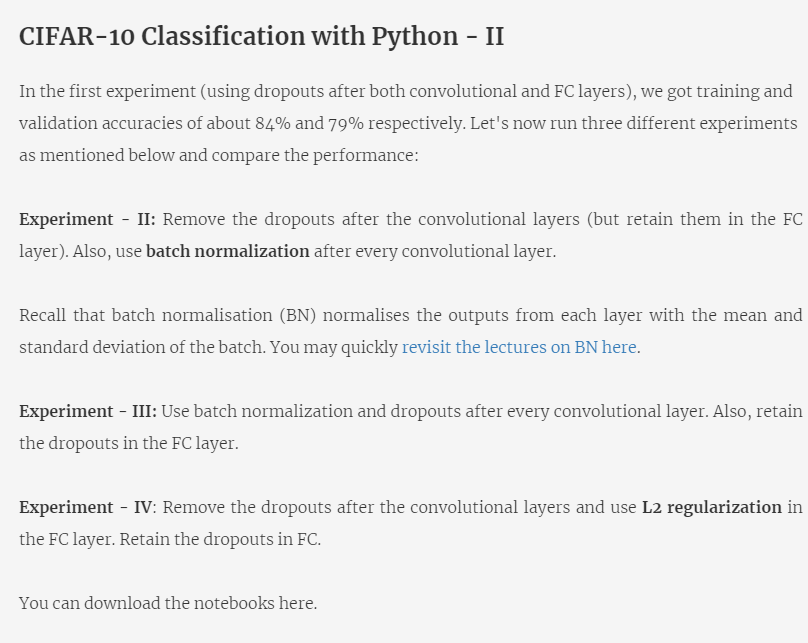 CIFAR-10 Classification with Python - II
In the first experiment (using dropouts after both convolutional and FC layers), we got training and
validation accuracies of about 84% and 79% respectively. Let's now run three different experiments
as mentioned below and compare the performance:
Experiment - II: Remove the dropouts after the convolutional layers (but retain them in the FC
layer). Also, use batch normalization after every convolutional layer.
Recall that batch normalisation (BN) normalises the outputs from each layer with the mean and
standard deviation of the batch. You may quickly revisit the lectures on BN here.
Experiment - III: Use batch normalization and dropouts after every convolutional layer. Also, retain
the dropouts in the FC layer.
Experiment - IV: Remove the dropouts after the convolutional layers and use L2 regularization in
the FC layer. Retain the dropouts in FC.
You can download the notebooks here.